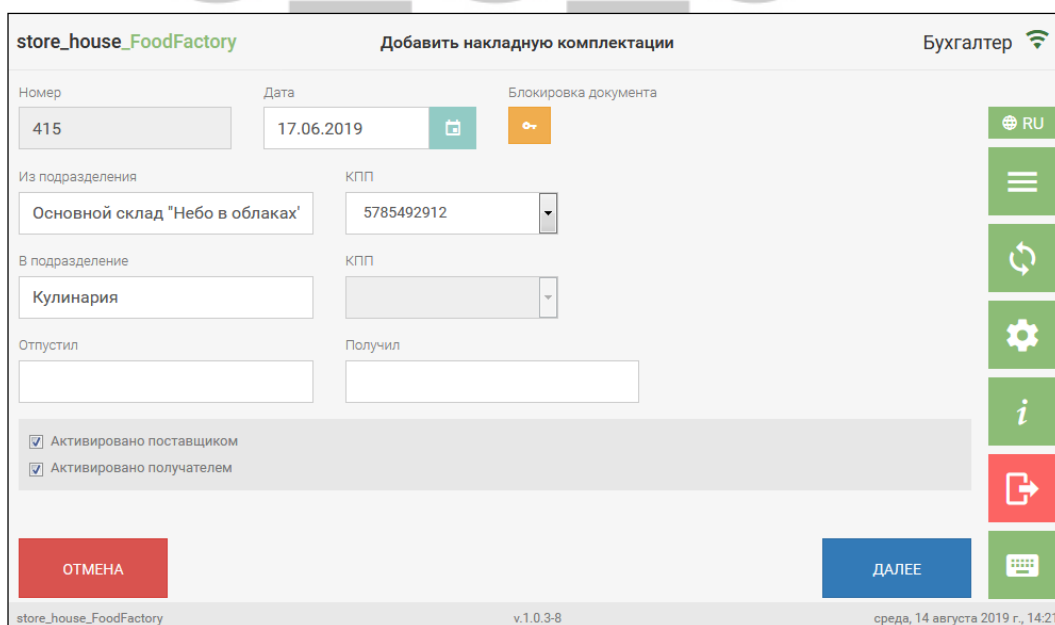 store_house_FoodFactory Добавить накладную комплектации Бухгалтер
Номер Дата Блокировка документа
415 17.06.2019 RU
Из подразделения КПП
Основной склад "Небо в облаках" 5785492912
В подразделение КПП
Кулинария
Отпустил Получил
i
Активировано поставщиком
Активировано получателем
ОТМЕНА ДАЛЕЕ
store_house_FoodFactory v.1.0.3-8 среда, 14 августа 2019 г., 14:21